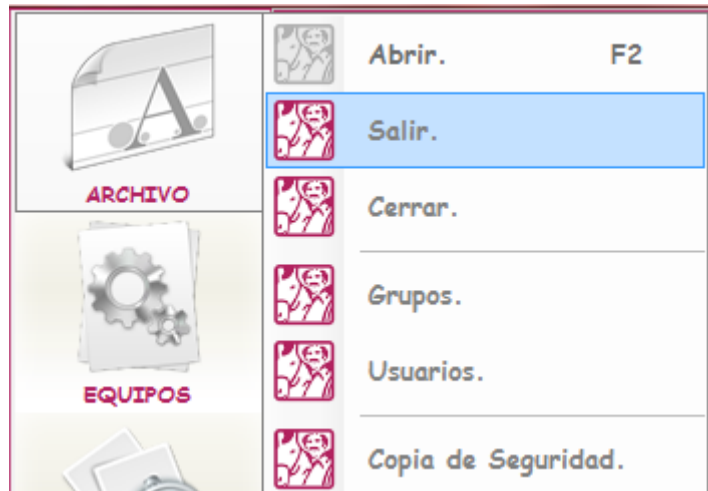 ARCHIVO
EQUIPOS
Abrir. F2
Salir.
Cerrar.
Grupos.
Usuarios.
Copia de Seguridad.